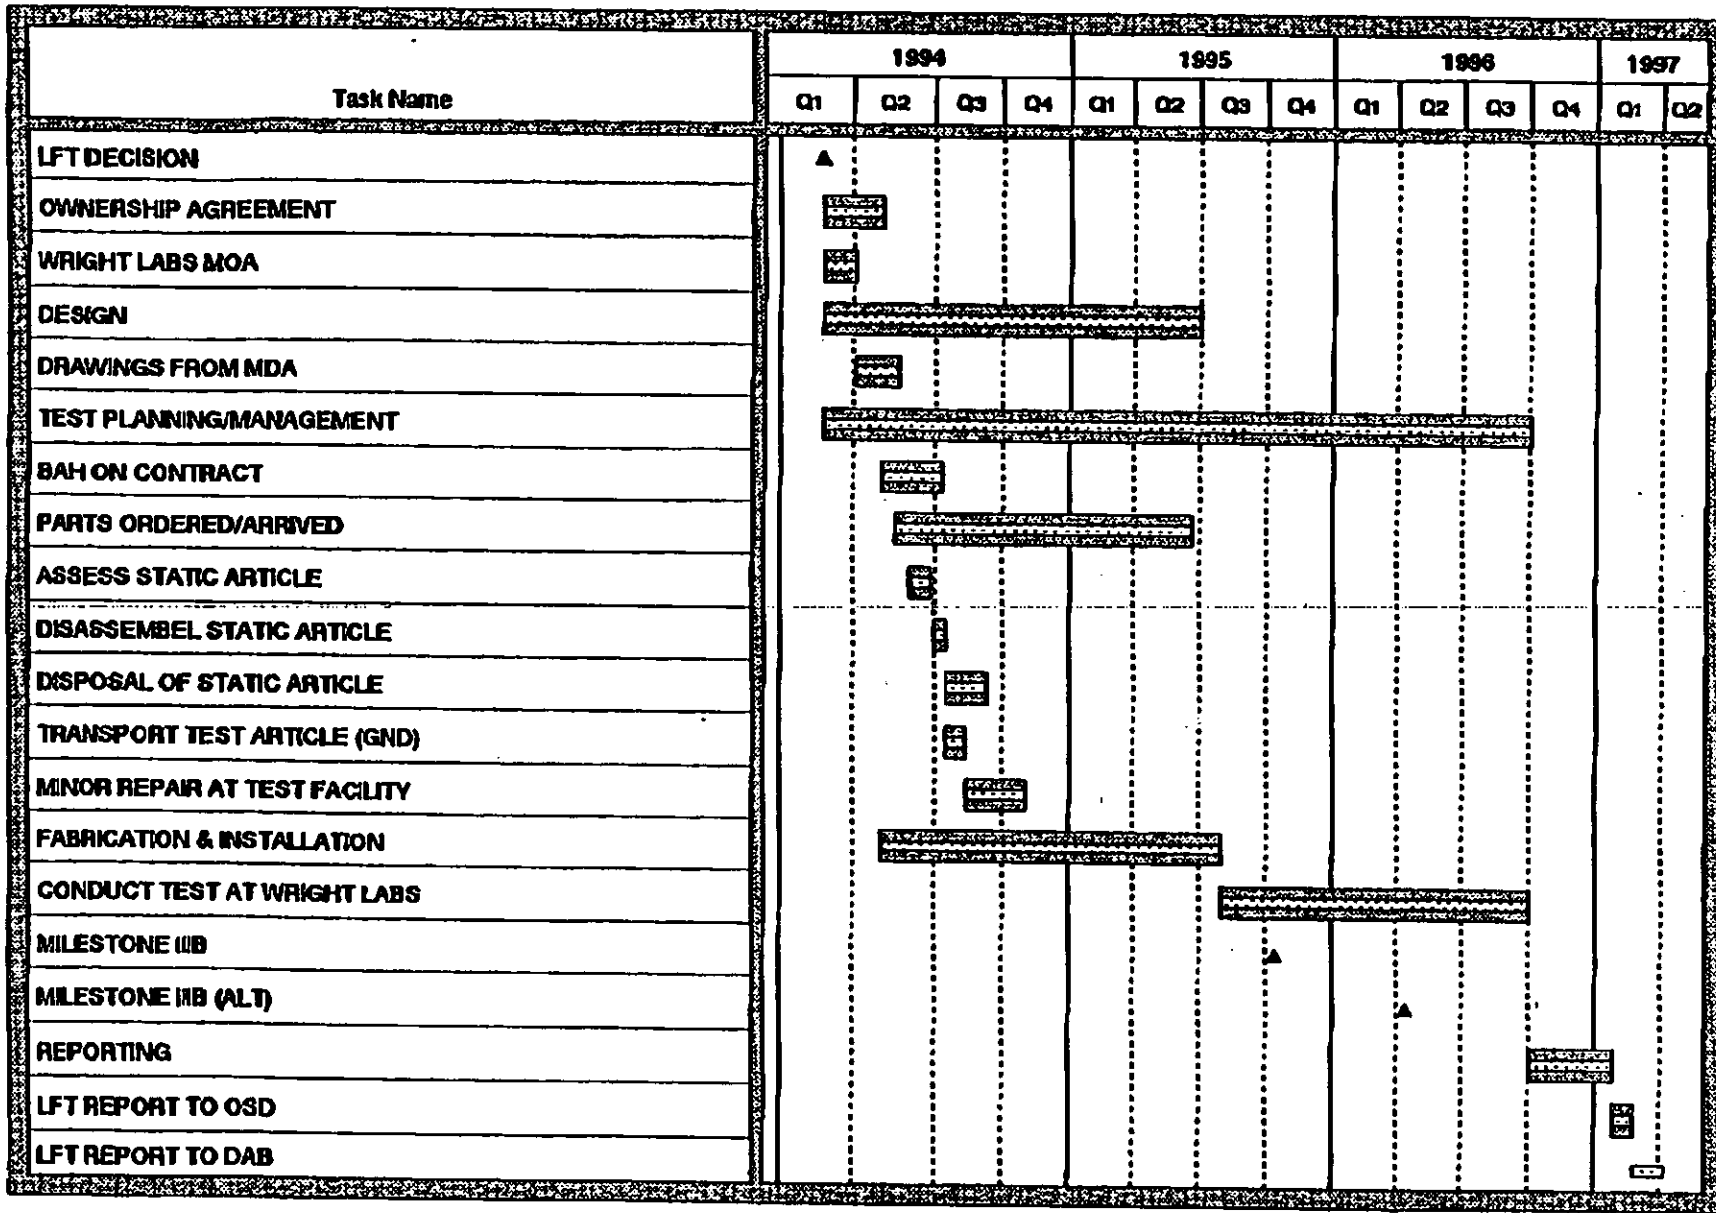 Task Name
1994 1995 1996 1997
Q1 Q2 Q3 Q4 Q1 Q2 Q3 Q4 Q1 Q2 Q3 Q4 Q1 Q2
LFT DECISION
OWNERSHIP AGREEMENT
WRIGHT LABS MOA
DESIGN
DRAWINGS FROM MDA
TEST PLANNING/MANAGEMENT
BAH ON CONTRACT
PARTS ORDERED/ARRIVED
ASSESS STATIC ARTICLE
DISASSEMBEL STATIC ARTICLE
DISPOSAL OF STATIC ARTICLE
TRANSPORT TEST ARTICLE (GND)
MINOR REPAIR AT TEST FACILITY
FABRICATION & INSTALLATION
CONDUCT TEST AT WRIGHT LABS
MILESTONE IIIB
MILESTONE IIIB (ALT)
REPORTING
LFT REPORT TO OSD
LFT REPORT TO DAB